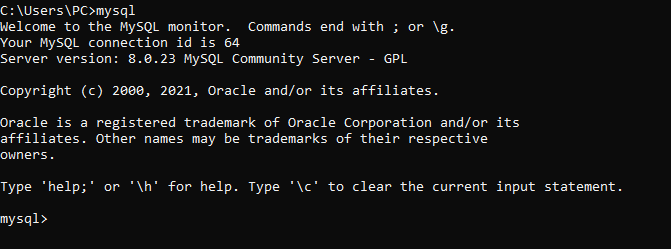 C:\Users\PC>mysql
Welcome to the MySQL monitor.  Commands end with ; or \g.
Your MySQL connection id is 64
Server version: 8.0.23 MySQL Community Server - GPL
Copyright (c) 2000, 2021, Oracle and/or its affiliates.
Oracle is a registered trademark of Oracle Corporation and/or its
affiliates. Other names may be trademarks of their respective
owners.
Type 'help;' or '\h' for help. Type '\c' to clear the current input statement.
mysql>